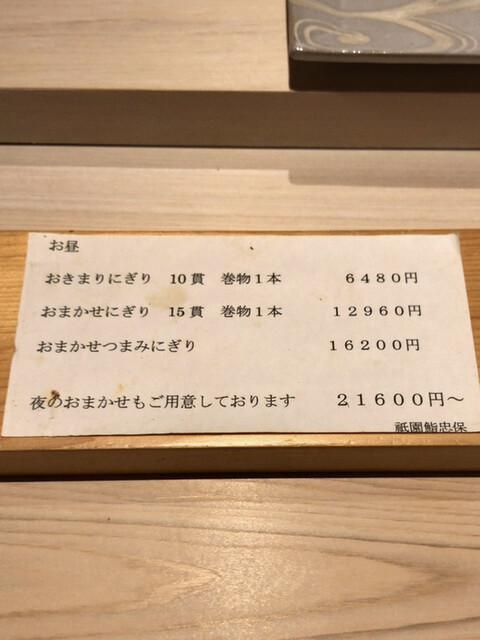 お昼
おきまりにぎり 10貫 巻物1本 6480円
おまかせにぎり 15貫 巻物1本 12960円
おまかせつまみにぎり 16200円
夜のおまかせもご用意しております 21600円～
祇園鮨忠保